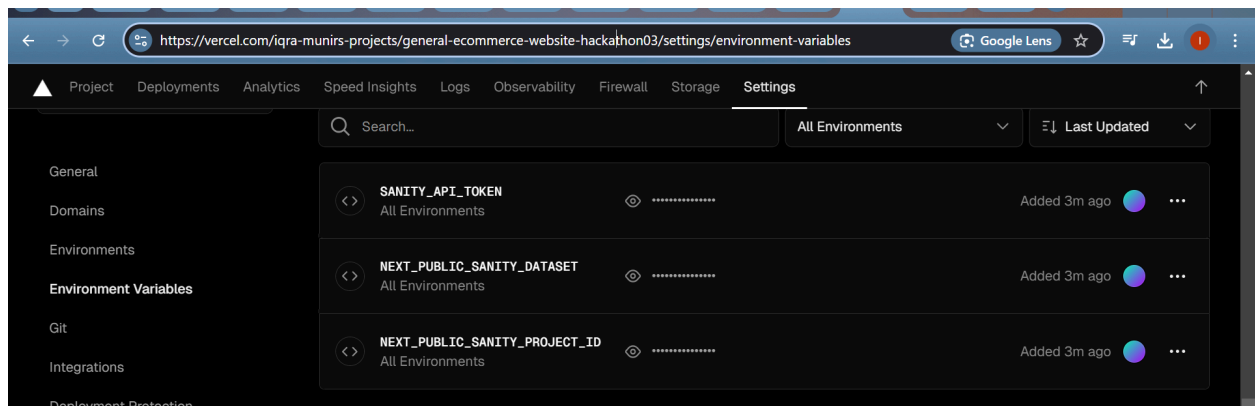 https://vercel.com/iqra-munirs-projects/general-ecommerce-website-hackathon03/settings/environment-variables Google Lens I
Project Deployments Analytics Speed Insights Logs Observability Firewall Storage Settings
Search... All Environments Last Updated
General
Domains
Environments
Environment Variables
Git
Integrations
Deployment Protection
SANITY_API_TOKEN
All Environments
•••••••••••••••
Added 3m ago
NEXT_PUBLIC_SANITY_DATASET
All Environments
•••••••••••••••
Added 3m ago
NEXT_PUBLIC_SANITY_PROJECT_ID
All Environments
•••••••••••••••
Added 3m ago